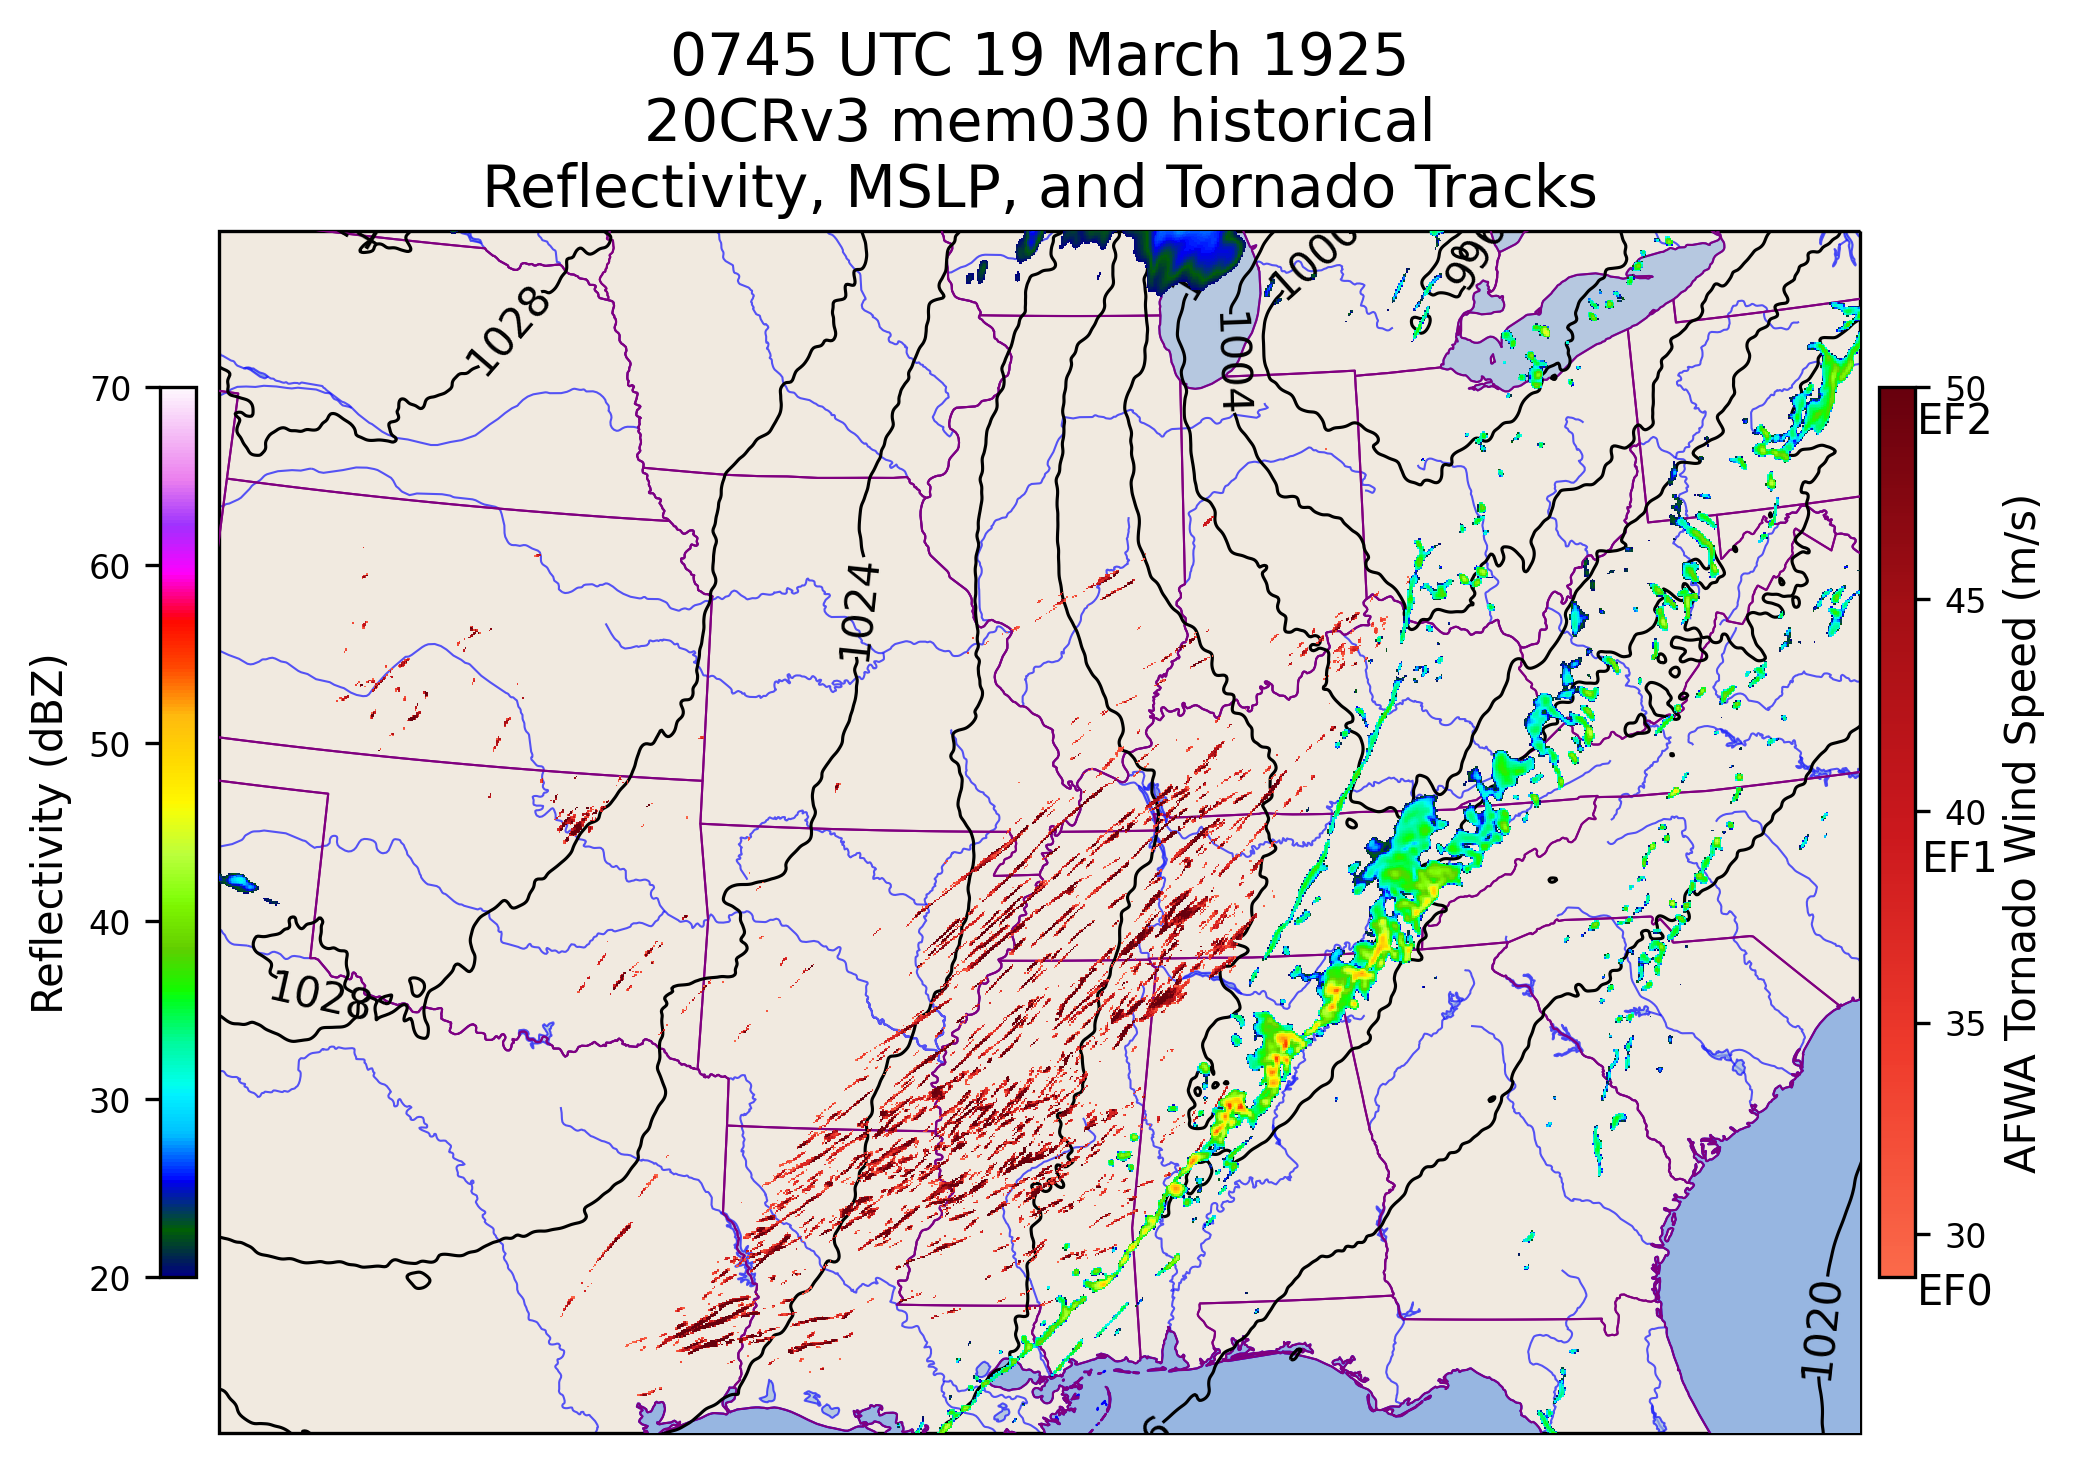 0745 UTC 19 March 1925
20CRv3 mem030 historical
Reflectivity, MSLP, and Tornado Tracks
1028
1000
996
1004
1024
1028
1020
6
70
60
50
40
30
20
Reflectivity (dBZ)
50
EF2
45
40
EF1
35
30
EF0
AFWA Tornado Wind Speed (m/s)